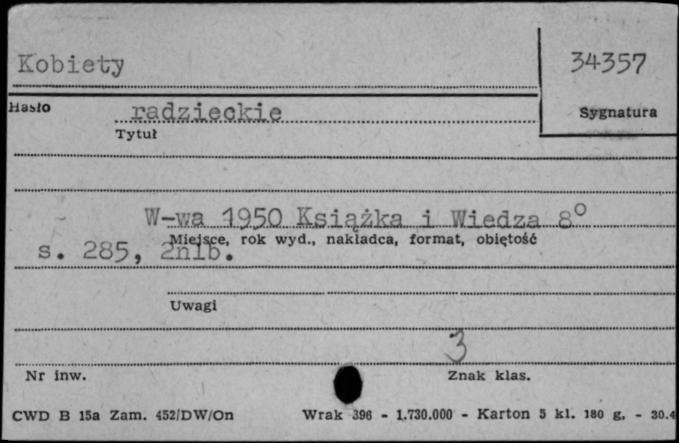 Kobiety
34357
Hasło
Sygnatura
radzieckie
Tytuł
W-wa 1950 Książka i Wiedza 8°
Miejsce, rok wyd., nakładca, format, objętość
s. 285, 2nlb.
Uwagi
3
Nr inw.
Znak klas.
CWD B 15a Zam. 452/DW/On Wrak 396 - 1.730.000 - Karton 5 kl. 180 g. - 30.4